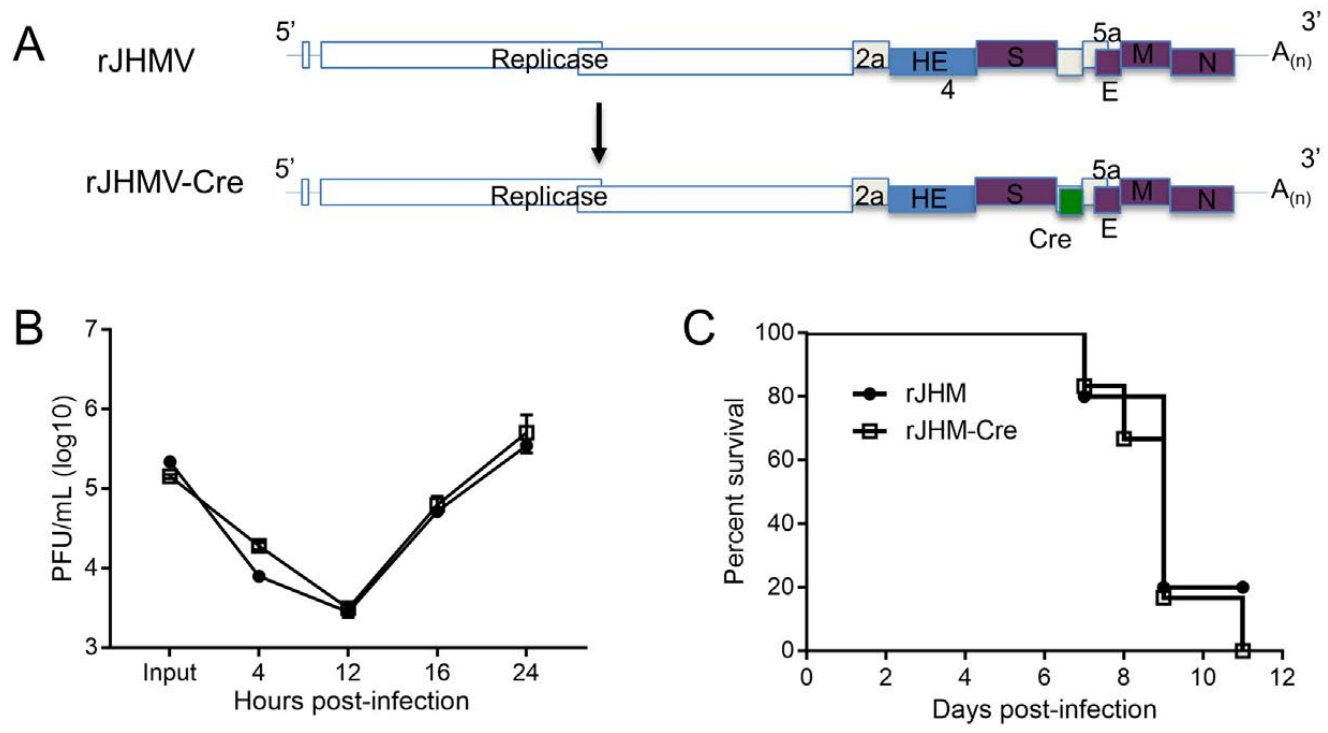 A
rJHMV
5’
Replicase
2a
HE
4
S
5a
E
M
N
3’
A(n)
rJHMV-Cre
5’
Replicase
2a
HE
S
Cre
5a
E
M
N
3’
A(n)
B
PFU/mL (log10)
7
6
5
4
3
Input 4 12 16 24
Hours post-infection
C
Percent survival
100
80
60
40
20
0
rJHM
rJHM-Cre
0 2 4 6 8 10 12
Days post-infection